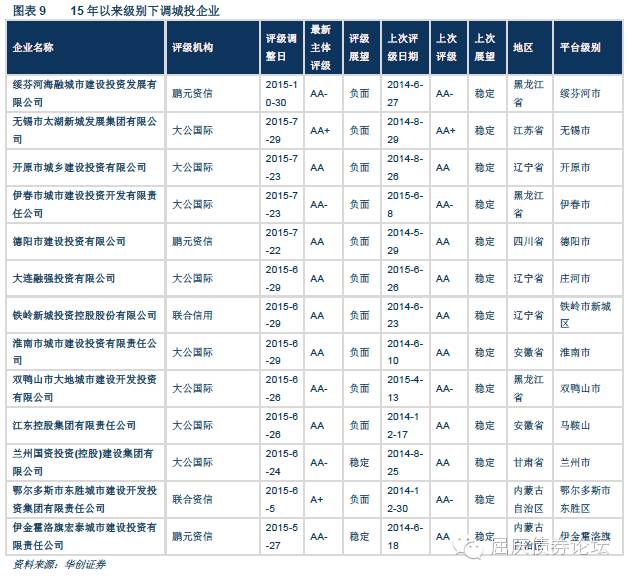 图表 9 15 年以来级别下调城投企业
企业名称 评级机构 评级调整日 最新主体评级 评级展望 上次评级日期 上次评级 上次展望 地区 平台级别
绥芬河海融城市建设投资发展有限公司 鹏元资信 2015-10-30 AA- 负面 2014-6-27 AA- 稳定 黑龙江省 绥芬河市
无锡市太湖新城发展集团有限公司 大公国际 2015-7-29 AA+ 负面 2014-8-29 AA+ 稳定 江苏省 无锡市
开原市城乡建设投资有限公司 大公国际 2015-7-23 AA 负面 2014-8-26 AA 稳定 辽宁省 开原市
伊春市城市建设投资开发有限责任公司 大公国际 2015-7-23 AA- 负面 2015-6-8 AA- 稳定 黑龙江省 伊春市
德阳市建设投资有限公司 鹏元资信 2015-7-22 AA 负面 2014-5-29 AA 稳定 四川省 德阳市
大连融强投资有限公司 大公国际 2015-6-29 AA 负面 2015-6-26 AA 稳定 辽宁省 庄河市
铁岭新城投资控股股份有限公司 联合信用 2015-6-29 AA 负面 2014-6-23 AA 稳定 辽宁省 铁岭市新城区
淮南市城市建设投资有限责任公司 大公国际 2015-6-29 AA 负面 2014-6-10 AA 稳定 安徽省 淮南市
双鸭山市大地城市建设开发投资有限公司 大公国际 2015-6-26 AA- 负面 2015-4-13 AA- 稳定 黑龙江省 双鸭山市
江东控股集团有限责任公司 大公国际 2015-6-26 AA 负面 2014-12-17 AA 稳定 安徽省 马鞍山
兰州国资投资(控股)建设集团有限公司 大公国际 2015-6-24 AA- 稳定 2014-8-25 AA 稳定 甘肃省 兰州市
鄂尔多斯市东胜城市建设开发投资集团有限责任公司 联合资信 2015-6-5 A+ 负面 2014-12-30 AA- 稳定 内蒙古自治区 鄂尔多斯市东胜区
伊金霍洛旗宏泰城市建设投资有限责任公司 鹏元资信 2015-5-27 AA- 稳定 2014-6-18 AA 稳定 内蒙古自治区 伊金霍洛旗
资料来源：华创证券
屈庆债券论坛